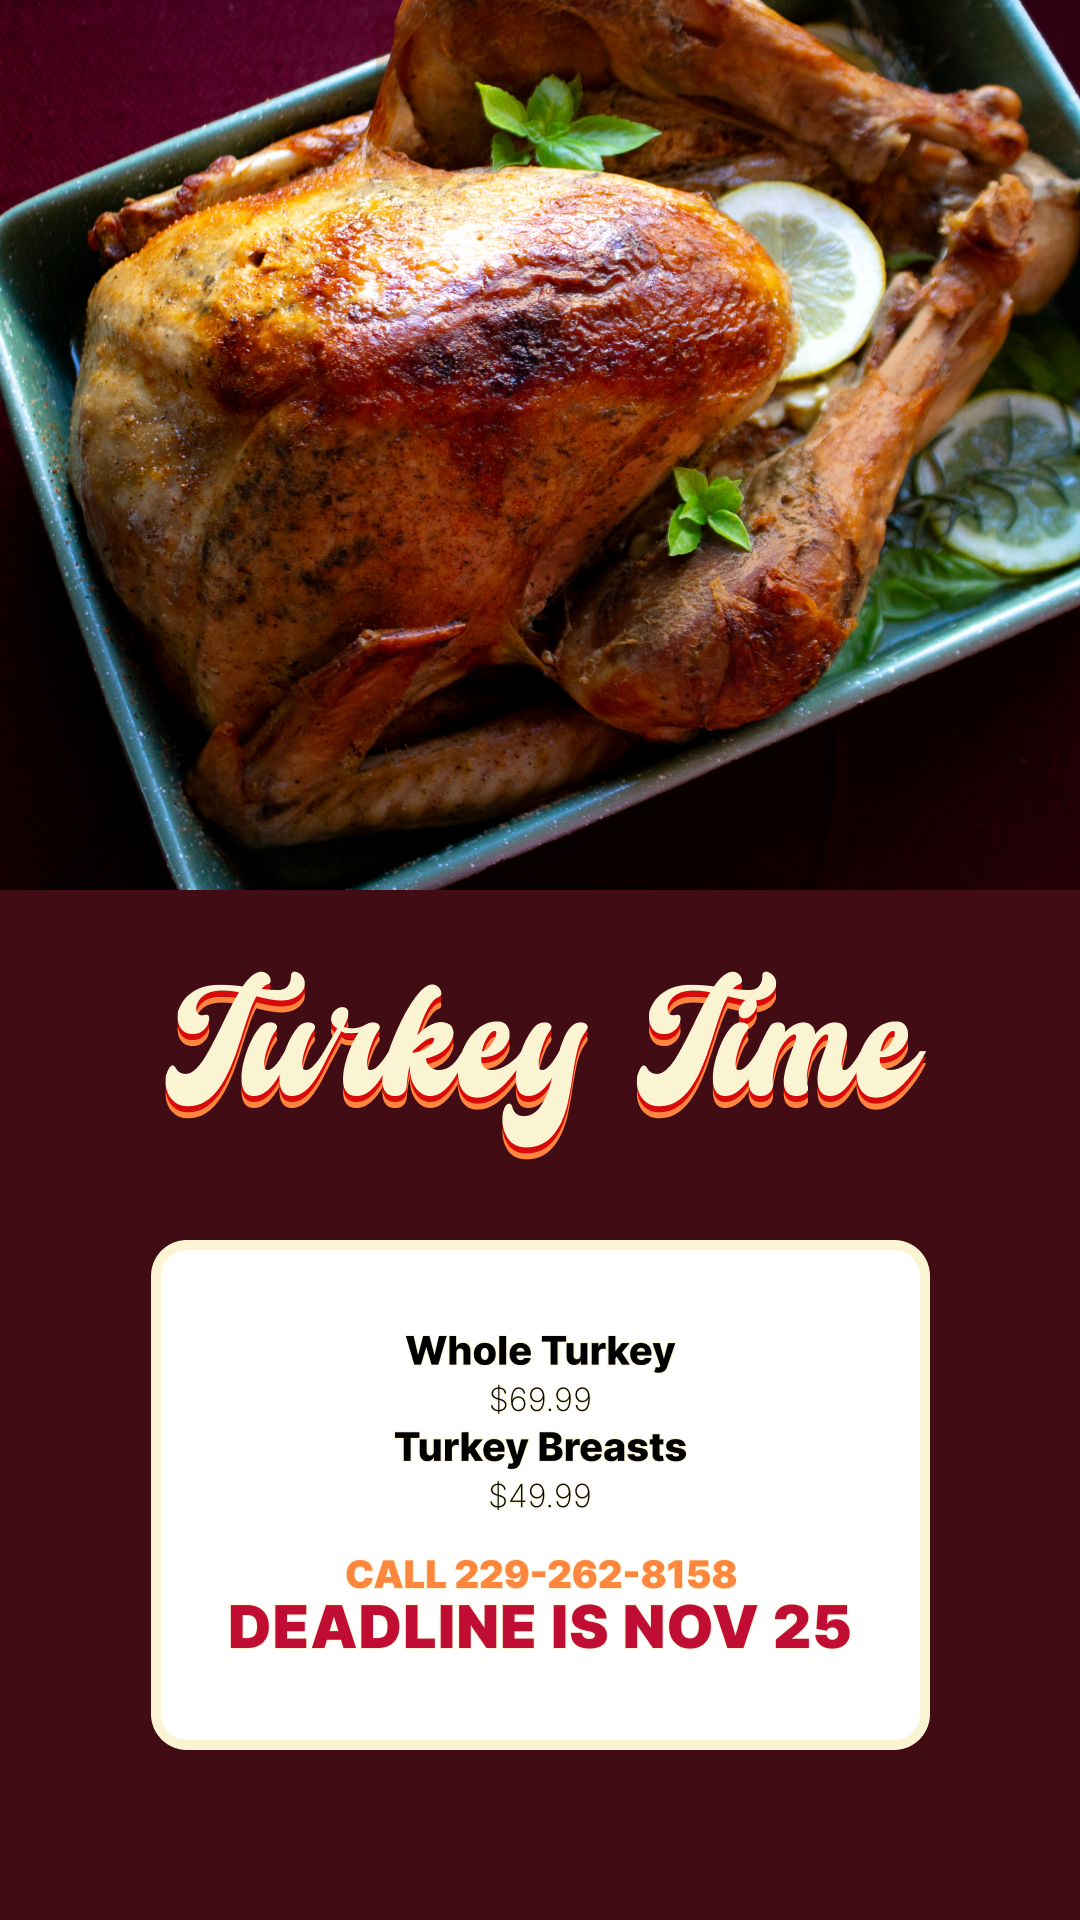 Turkey Time
Whole Turkey
$69.99
Turkey Breasts
$49.99
CALL 229-262-8158
DEADLINE IS NOV 25